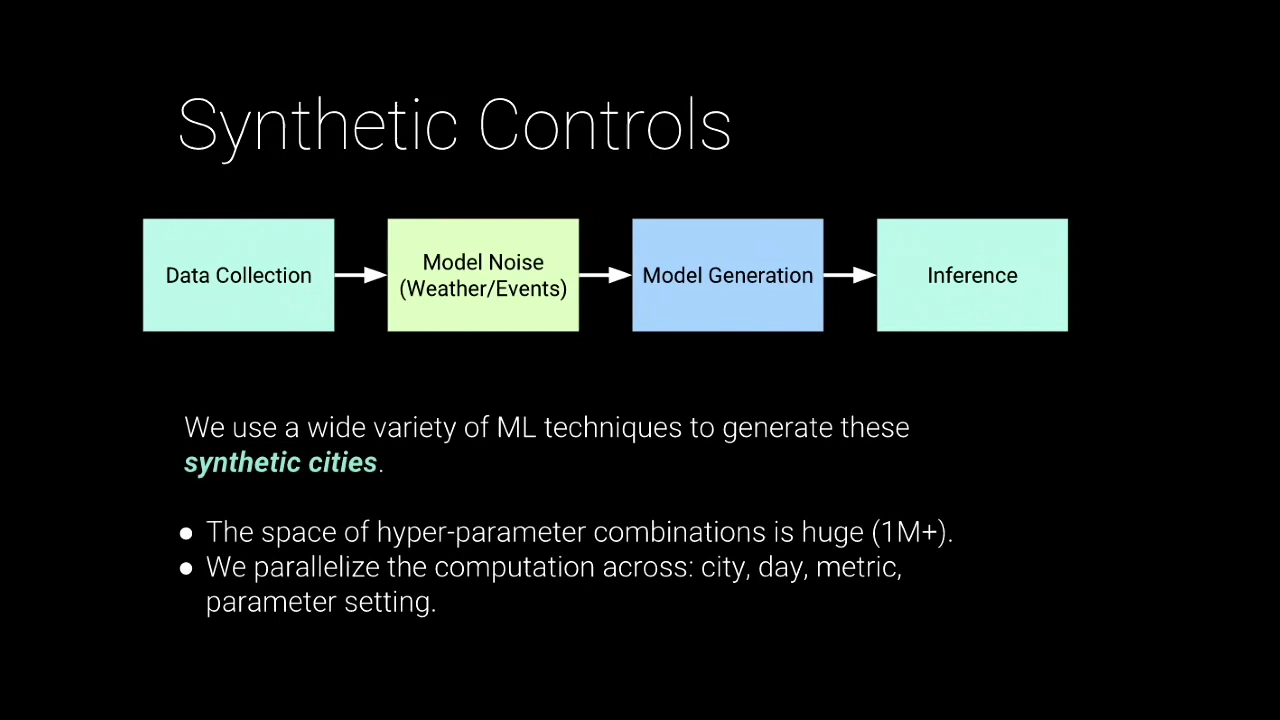 Synthetic Controls
Data Collection
Model Noise
(Weather/Events)
Model Generation
Inference
We use a wide variety of ML techniques to generate these
synthetic cities.
● The space of hyper-parameter combinations is huge (1M+).
● We parallelize the computation across: city, day, metric,
parameter setting.